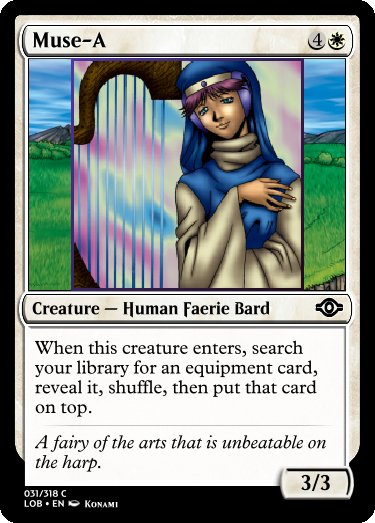 Muse-A 4
Creature — Human Faerie Bard
When this creature enters, search
your library for an equipment card,
reveal it, shuffle, then put that card
on top.
A fairy of the arts that is unbeatable on
the harp.
3/3
031/318 C
LOB • EN Konami